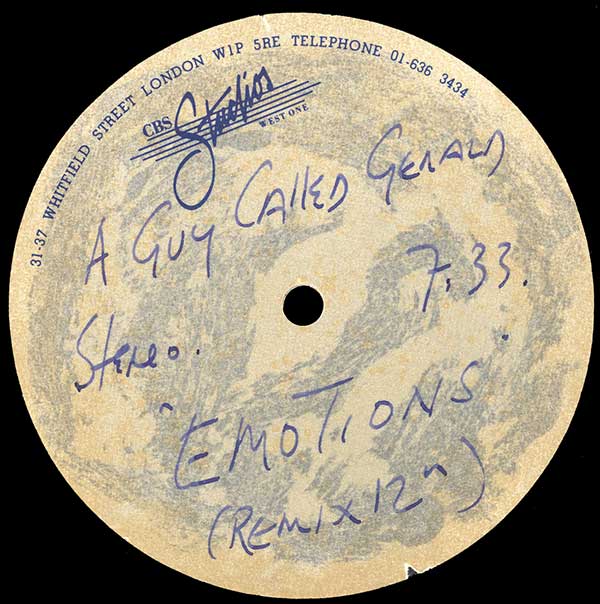 31-37 WHITFIELD STREET LONDON W1P 5RE TELEPHONE 01-636 3434
CBS Studios
WEST ONE
A GUY CALLED GERALD
7.33.
Stereo.
"EMOTIONS"
(REMIX 12")